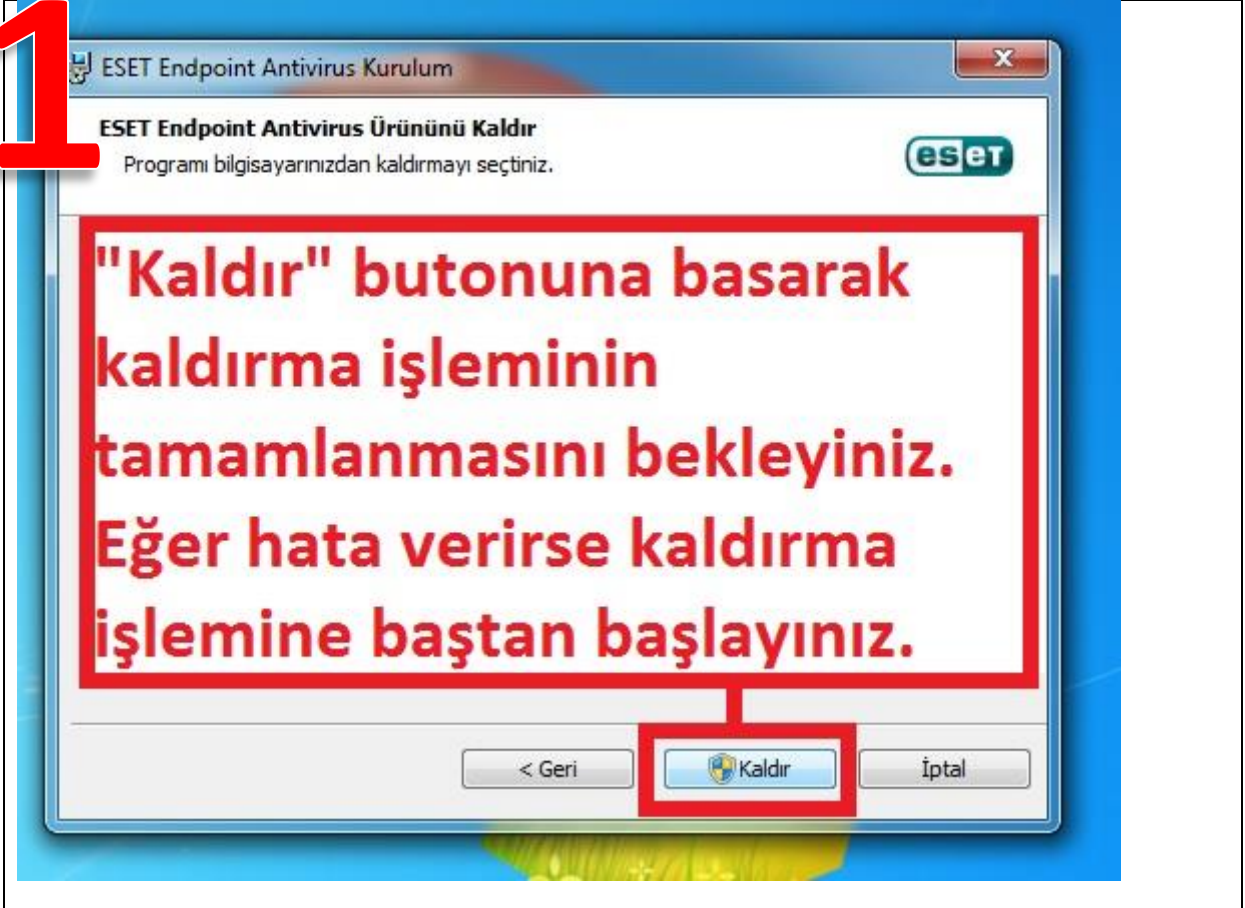 1
ESET Endpoint Antivirus Kurulum
ESET Endpoint Antivirus Ürününü Kaldır
Programı bilgisayarınızdan kaldırmayı seçtiniz.
eset
"Kaldır" butonuna basarak
kaldırma işleminin
tamamlanmasını bekleyiniz.
Eğer hata verirse kaldırma
işlemine baştan başlayınız.
< Geri
Kaldır
İptal